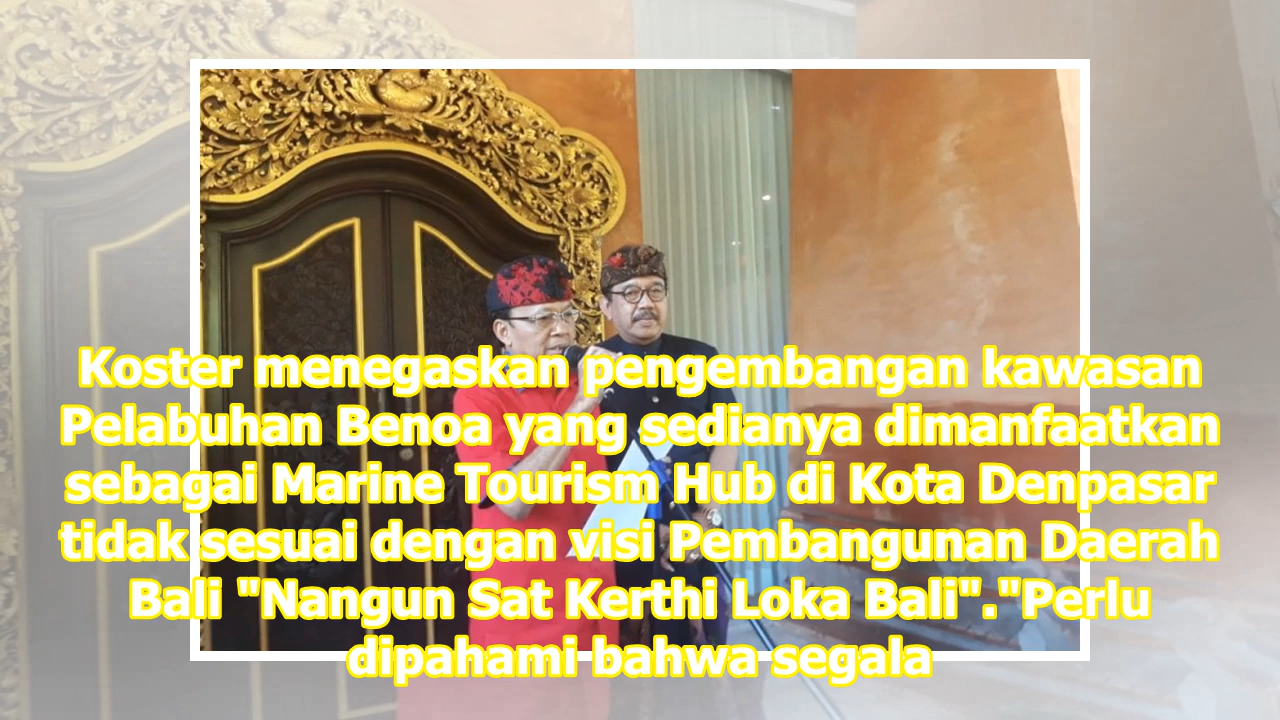 Koster menegaskan pengembangan kawasan
Pelabuhan Benoa yang sedianya dimanfaatkan
sebagai Marine Tourism Hub di Kota Denpasar
tidak sesuai dengan visi Pembangunan Daerah
Bali "Nangun Sat Kerthi Loka Bali"."Perlu
dipahami bahwa segala